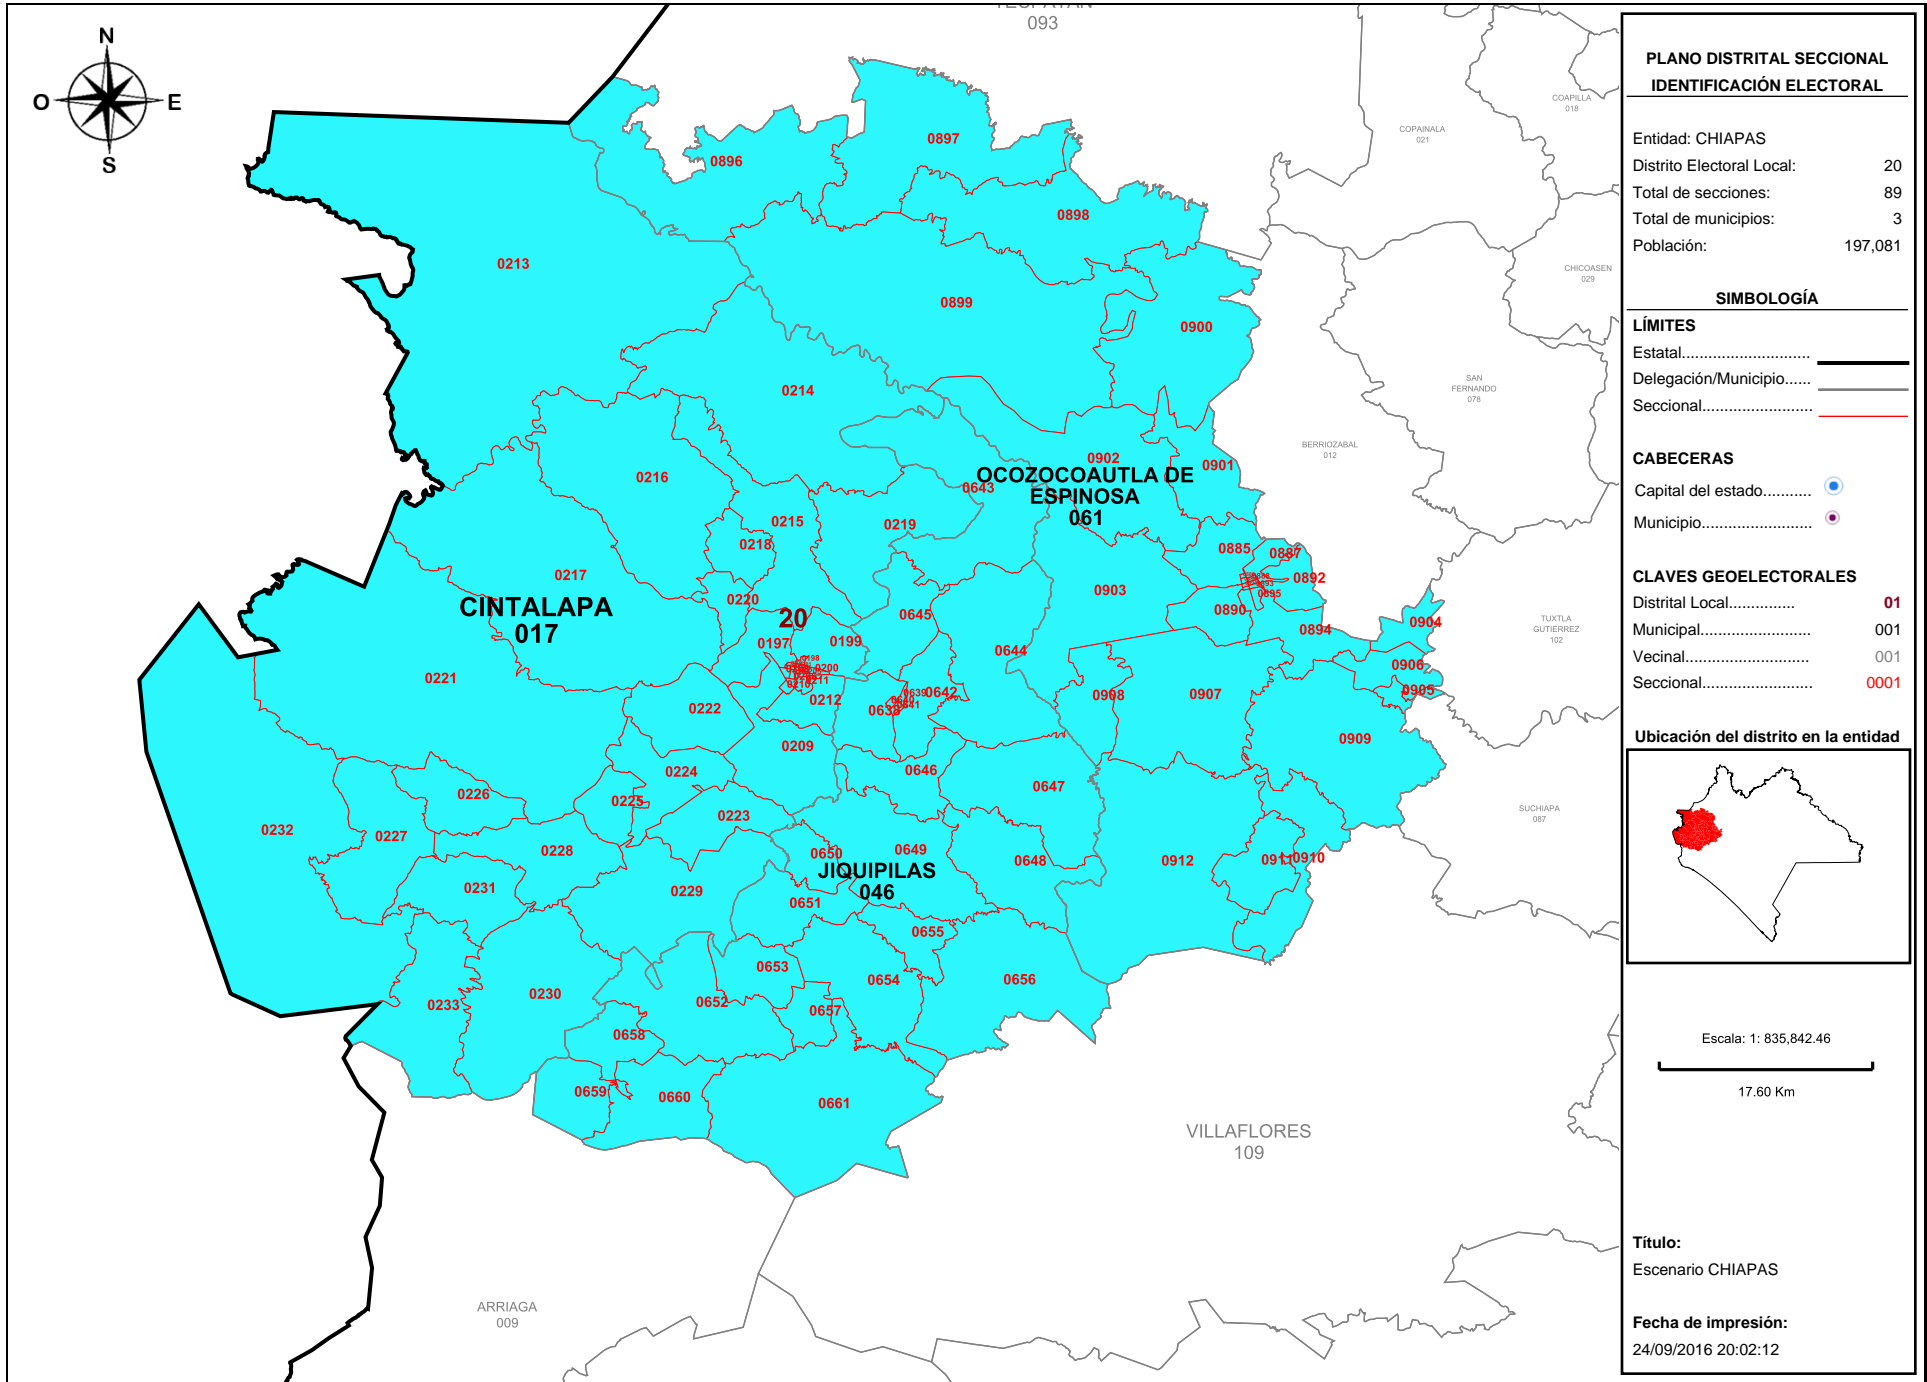 N
O
E
S
093
COAPILLA
018
COPAINALA
021
0897
0896
0898
0213
CHICOASEN
029
0899
0900
SAN
FERNANDO
078
0214
BERRIOZABAL
012
0902
0901
0216
OCOZOCOAUTLA DE
ESPINOSA
061
0643
0215
0219
0218
0885
0887
0217
0892
0903
0895
CINTALAPA
017
0220
20
0645
0890
0894
0904
TUXTLA
GUTIERREZ
102
0197
0199
0198
0644
0200
0906
0221
0211
0210
0639
0642
0908
0907
0905
0222
0212
0638
0641
0209
0909
0646
0224
0647
0226
0225
0223
SUCHIAPA
087
0232
0227
0228
0650
0649
0648
0912
0911
0910
JIQUIPILAS
046
0231
0229
0651
0655
0653
0654
0656
0230
0233
0652
0657
0658
0659
0660
0661
VILLAFLORES
109
ARRIAGA
009
PLANO DISTRITAL SECCIONAL
IDENTIFICACIÓN ELECTORAL
Entidad: CHIAPAS
Distrito Electoral Local: 20
Total de secciones: 89
Total de municipios: 3
Población: 197,081
SIMBOLOGÍA
LÍMITES
Estatal............................
Delegación/Municipio......
Seccional........................
CABECERAS
Capital del estado...........
Municipio........................
CLAVES GEOELECTORALES
Distrital Local............... 01
Municipal........................ 001
Vecinal............................ 001
Seccional........................ 0001
Ubicación del distrito en la entidad
Escala: 1: 835,842.46
17.60 Km
Título:
Escenario CHIAPAS
Fecha de impresión:
24/09/2016 20:02:12